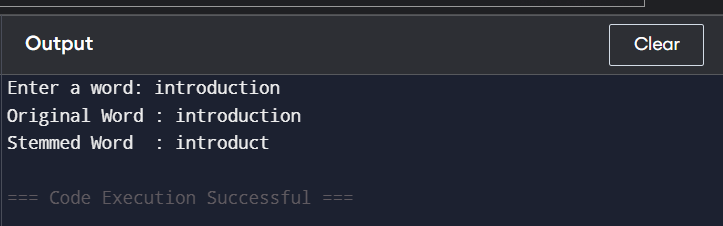 Output
Clear
Enter a word: introduction
Original Word : introduction
Stemmed Word  : introduct
=== Code Execution Successful ===